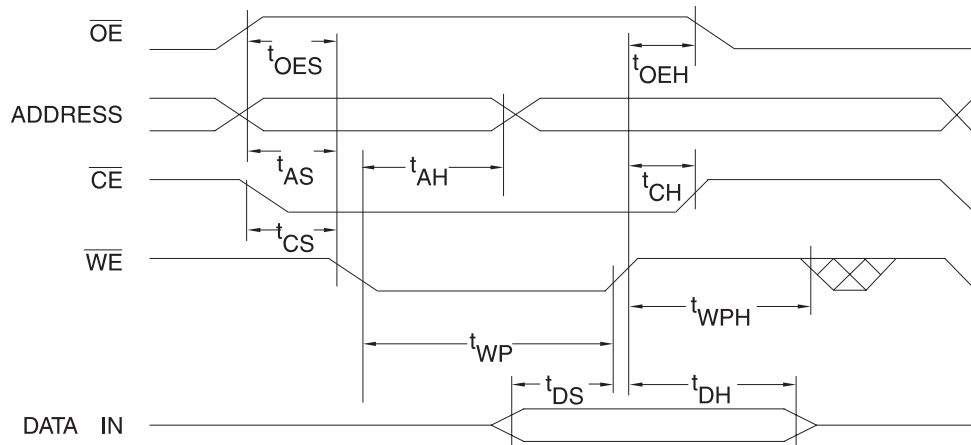 OE
tOES
tOEH
ADDRESS
tAS
tAH
tCH
CE
tCS
WE
tWPH
tWP
tDS
tDH
DATA IN